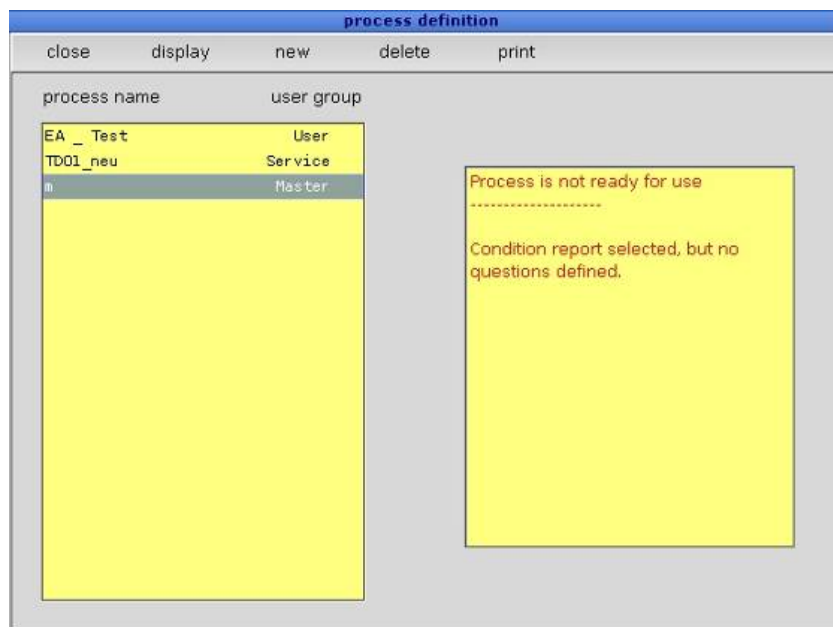 process definition
close display new delete print
process name user group
EA _ Test User
TD01_neu Service
m Master
Process is not ready for use
--------------------
Condition report selected, but no
questions defined.